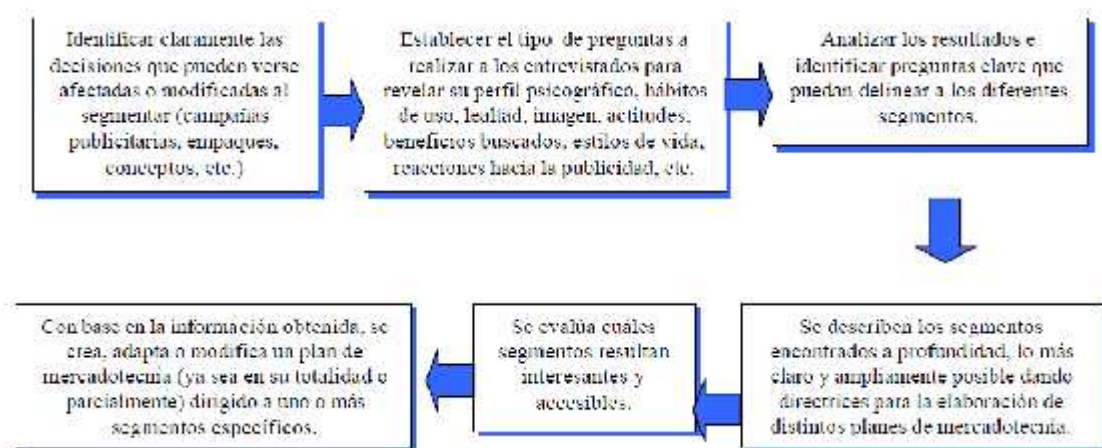 Identificar claramente las
decisiones que pueden verse
afectadas o modificadas al
segmentar (campañas
publicitarias, empaques,
conceptos, etc.)
Establecer el tipo de preguntas a
realizar a los entrevistados para
revelar su perfil psicográfico, hábitos
de uso, lealtad, imagen, actitudes,
beneficios buscados, estilos de vida,
reacciones hacia la publicidad, etc.
Analizar los resultados e
identificar preguntas clave que
puedan delinear a los diferentes
segmentos.
Se describen los segmentos
encontrados a profundidad, lo más
claro y ampliamente posible dando
directrices para la elaboración de
distintos planes de mercadotecnia.
Se evalúa cuáles
segmentos resultan
interesantes y
accesibles.
Con base en la información obtenida, se
crea, adapta o modifica un plan de
mercadotecnia (ya sea en su totalidad o
parcialmente) dirigido a uno o más
segmentos específicos.